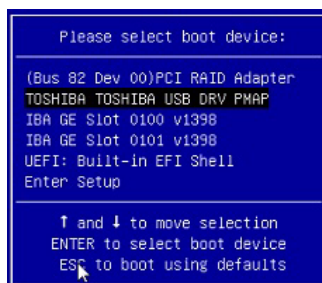 Please select boot device:
(Bus 82 Dev 00)PCI RAID Adapter
TOSHIBA TOSHIBA USB DRV PMAP
IBA GE Slot 0100 v1398
IBA GE Slot 0101 v1398
UEFI: Built-in EFI Shell
Enter Setup
↑ and ↓ to move selection
ENTER to select boot device
ESC to boot using defaults